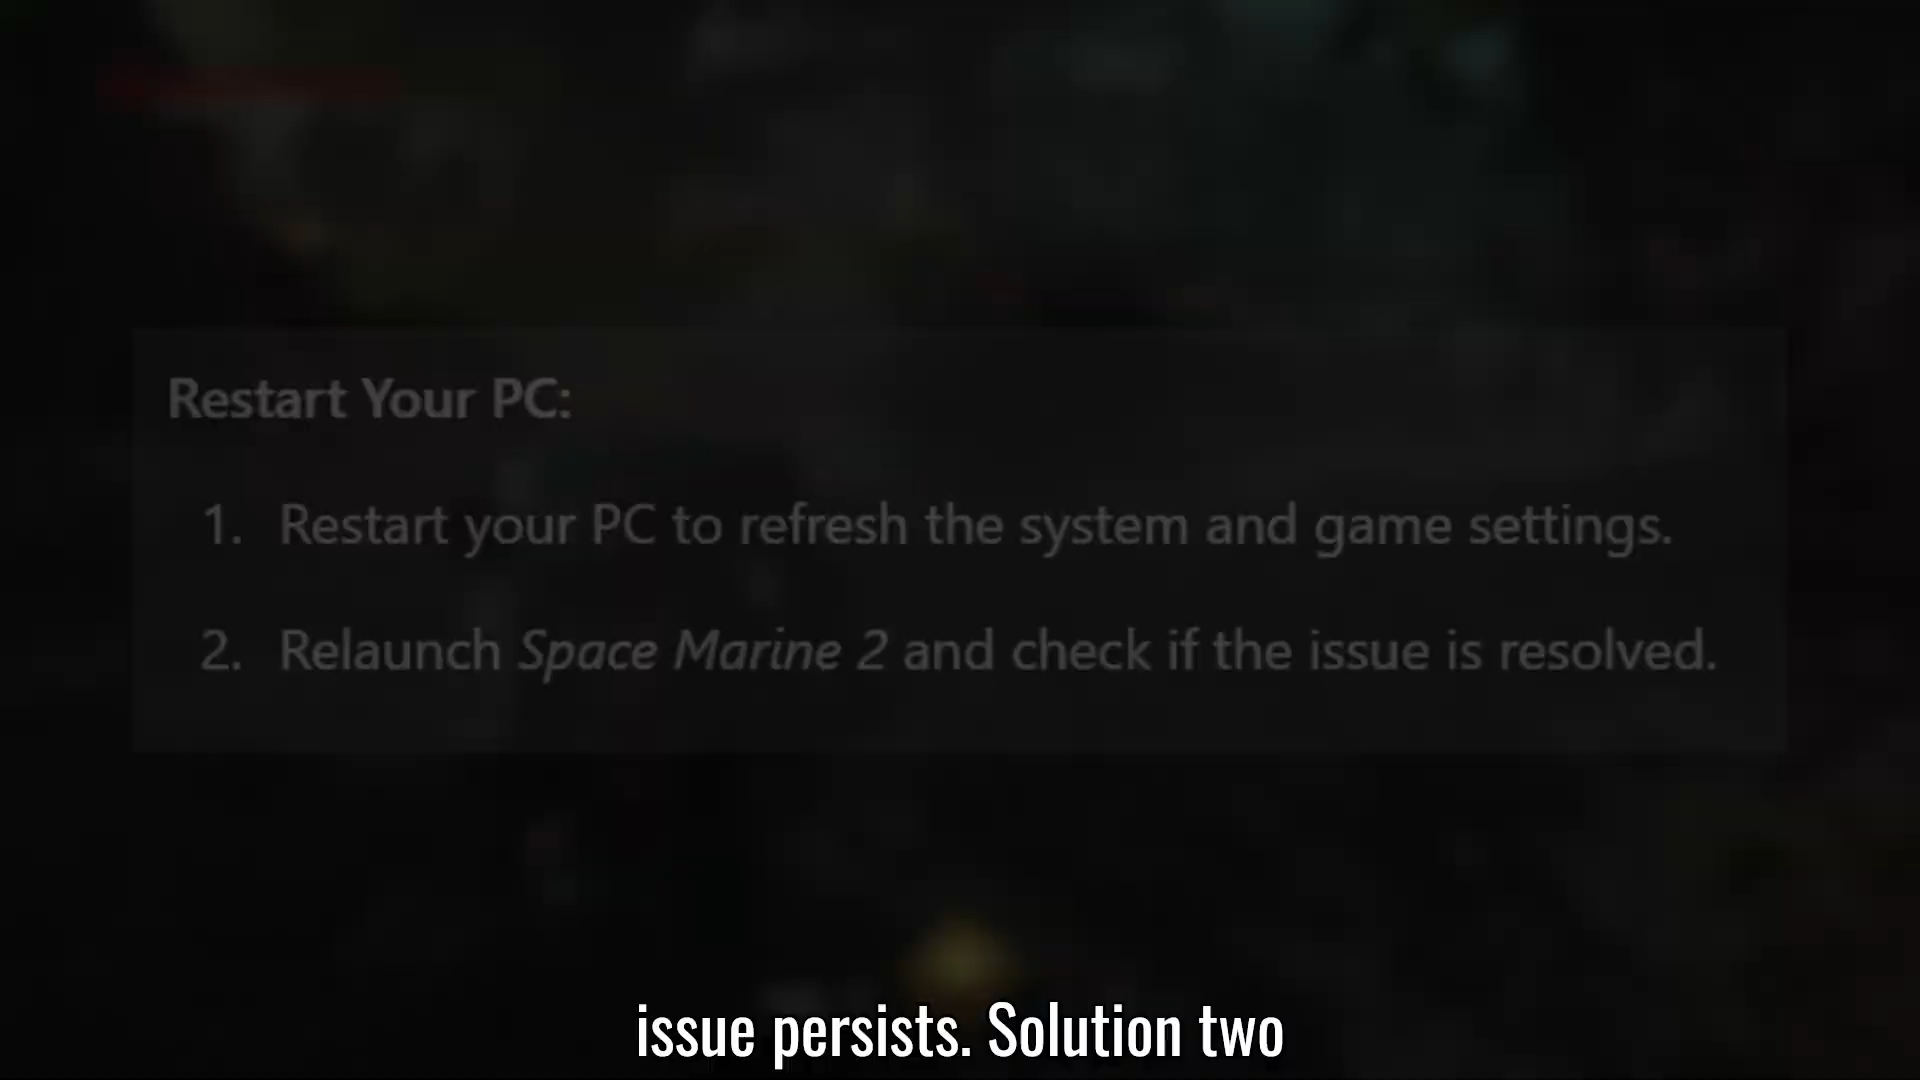 Restart Your PC:
1. Restart your PC to refresh the system and game settings.
2. Relaunch Space Marine 2 and check if the issue is resolved.
issue persists. Solution two